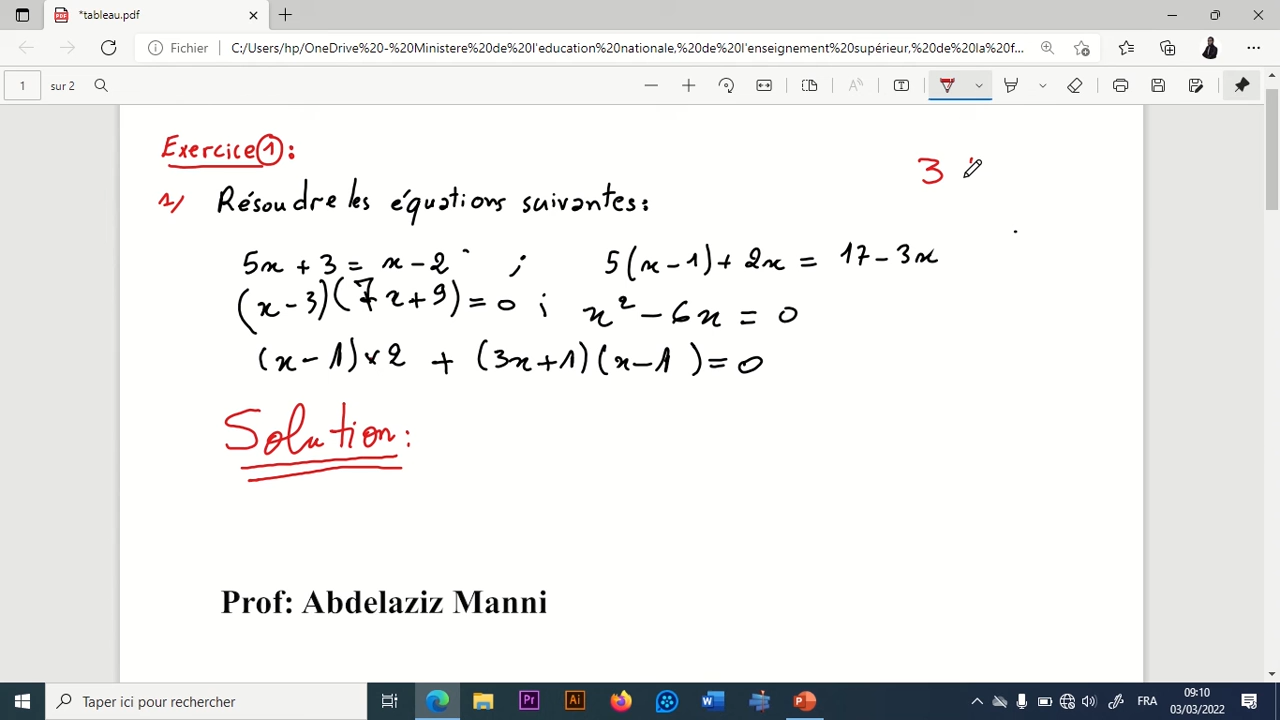 *tableau.pdf
Fichier C:/Users/hp/OneDrive%20-%20Ministere%20de%20l'education%20nationale,%20de%20l'enseignement%20supérieur,%20de%20la%20f...
1 sur 2
Exercice 1 :
3
1/ Résoudre les équations suivantes :
5x + 3 = x - 2 ; 5(x - 1) + 2x = 17 - 3x
(x - 3)(7x + 9) = 0 ; x² - 6x = 0
(x - 1) × 2 + (3x + 1)(x - 1) = 0
Solution :
Prof: Abdelaziz Manni
Taper ici pour rechercher
FRA
09:10
03/03/2022